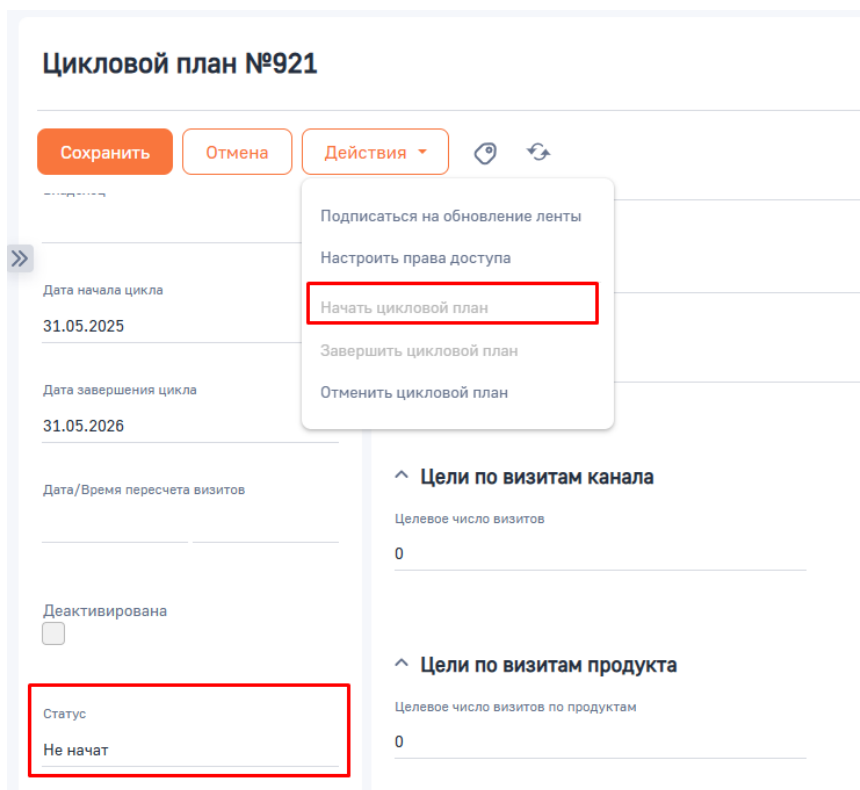 Цикловой план №921
Сохранить
Отмена
Действия
Подписаться на обновление ленты
Настроить права доступа
Начать цикловой план
Завершить цикловой план
Отменить цикловой план
Дата начала цикла
31.05.2025
Дата завершения цикла
31.05.2026
Дата/Время пересчета визитов
Деактивирована
Статус
Не начат
Цели по визитам канала
Целевое число визитов
0
Цели по визитам продукта
Целевое число визитов по продуктам
0